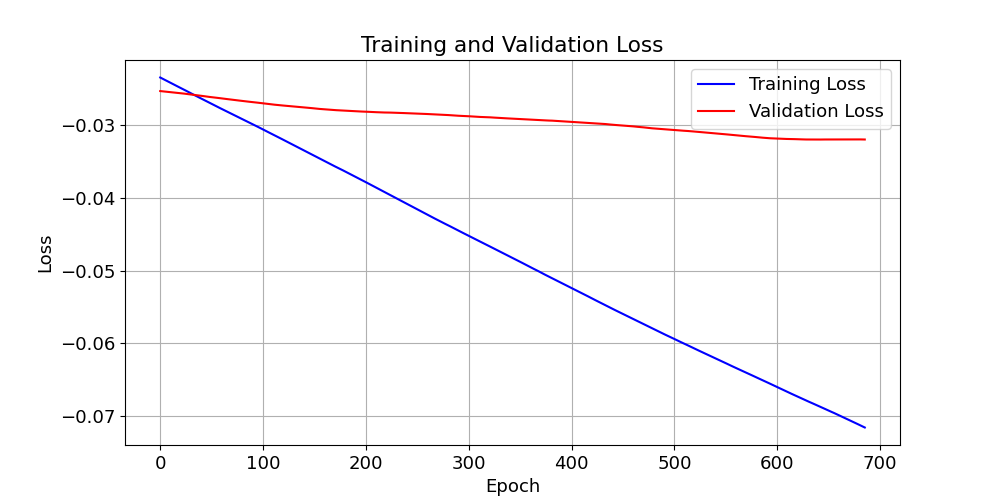 Training and Validation Loss
Training Loss
Validation Loss
−0.03
−0.04
−0.05
−0.06
−0.07
Loss
0 100 200 300 400 500 600 700
Epoch